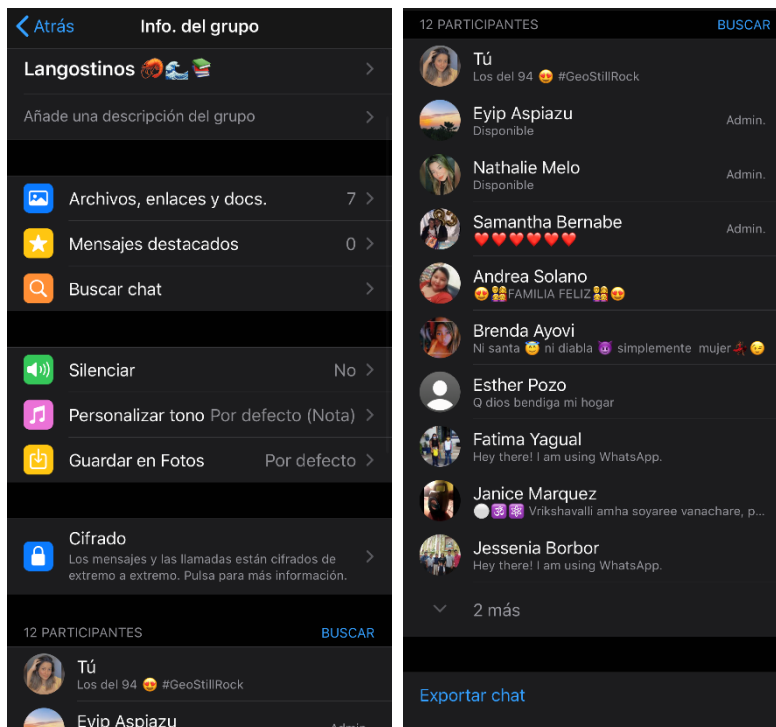 Atrás
Info. del grupo
Langostinos 🦐🌊📚
Añade una descripción del grupo
Archivos, enlaces y docs. 7
Mensajes destacados 0
Buscar chat
Silenciar No
Personalizar tono Por defecto (Nota)
Guardar en Fotos Por defecto
Cifrado
Los mensajes y las llamadas están cifrados de
extremo a extremo. Pulsa para más información.
12 PARTICIPANTES BUSCAR
Tú
Los del 94 😍 #GeoStillRock
Eyip Aspiazu
Admin.
12 PARTICIPANTES BUSCAR
Tú
Los del 94 😍 #GeoStillRock
Eyip Aspiazu
Disponible Admin.
Nathalie Melo
Disponible Admin.
Samantha Bernabe
❤️❤️❤️❤️❤️❤️ Admin.
Andrea Solano
😍👨‍👩‍👧‍👦FAMILIA FELIZ👨‍👩‍👧‍👦😍
Brenda Ayovi
Ni santa 😇 ni diabla 😈 simplemente mujer💃😉
Esther Pozo
Q dios bendiga mi hogar
Fatima Yagual
Hey there! I am using WhatsApp.
Janice Marquez
⚪🕉️⚛️ Vrikshavalli amha soyaree vanachare, p...
Jessenia Borbor
Hey there! I am using WhatsApp.
2 más
Exportar chat